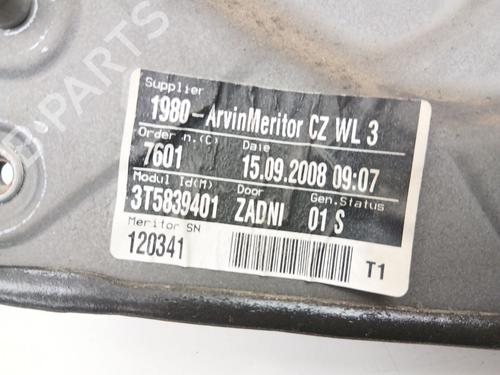 Supplier
1980-ArvinMeritor CZ WL 3
Order n.(C) Date
7601 15.09.2008 09:07
Modul Id(M) Door Gen.Status
3T5839401 ZADNI 01 S
Meritor SN
120341
T1
B-PARTS